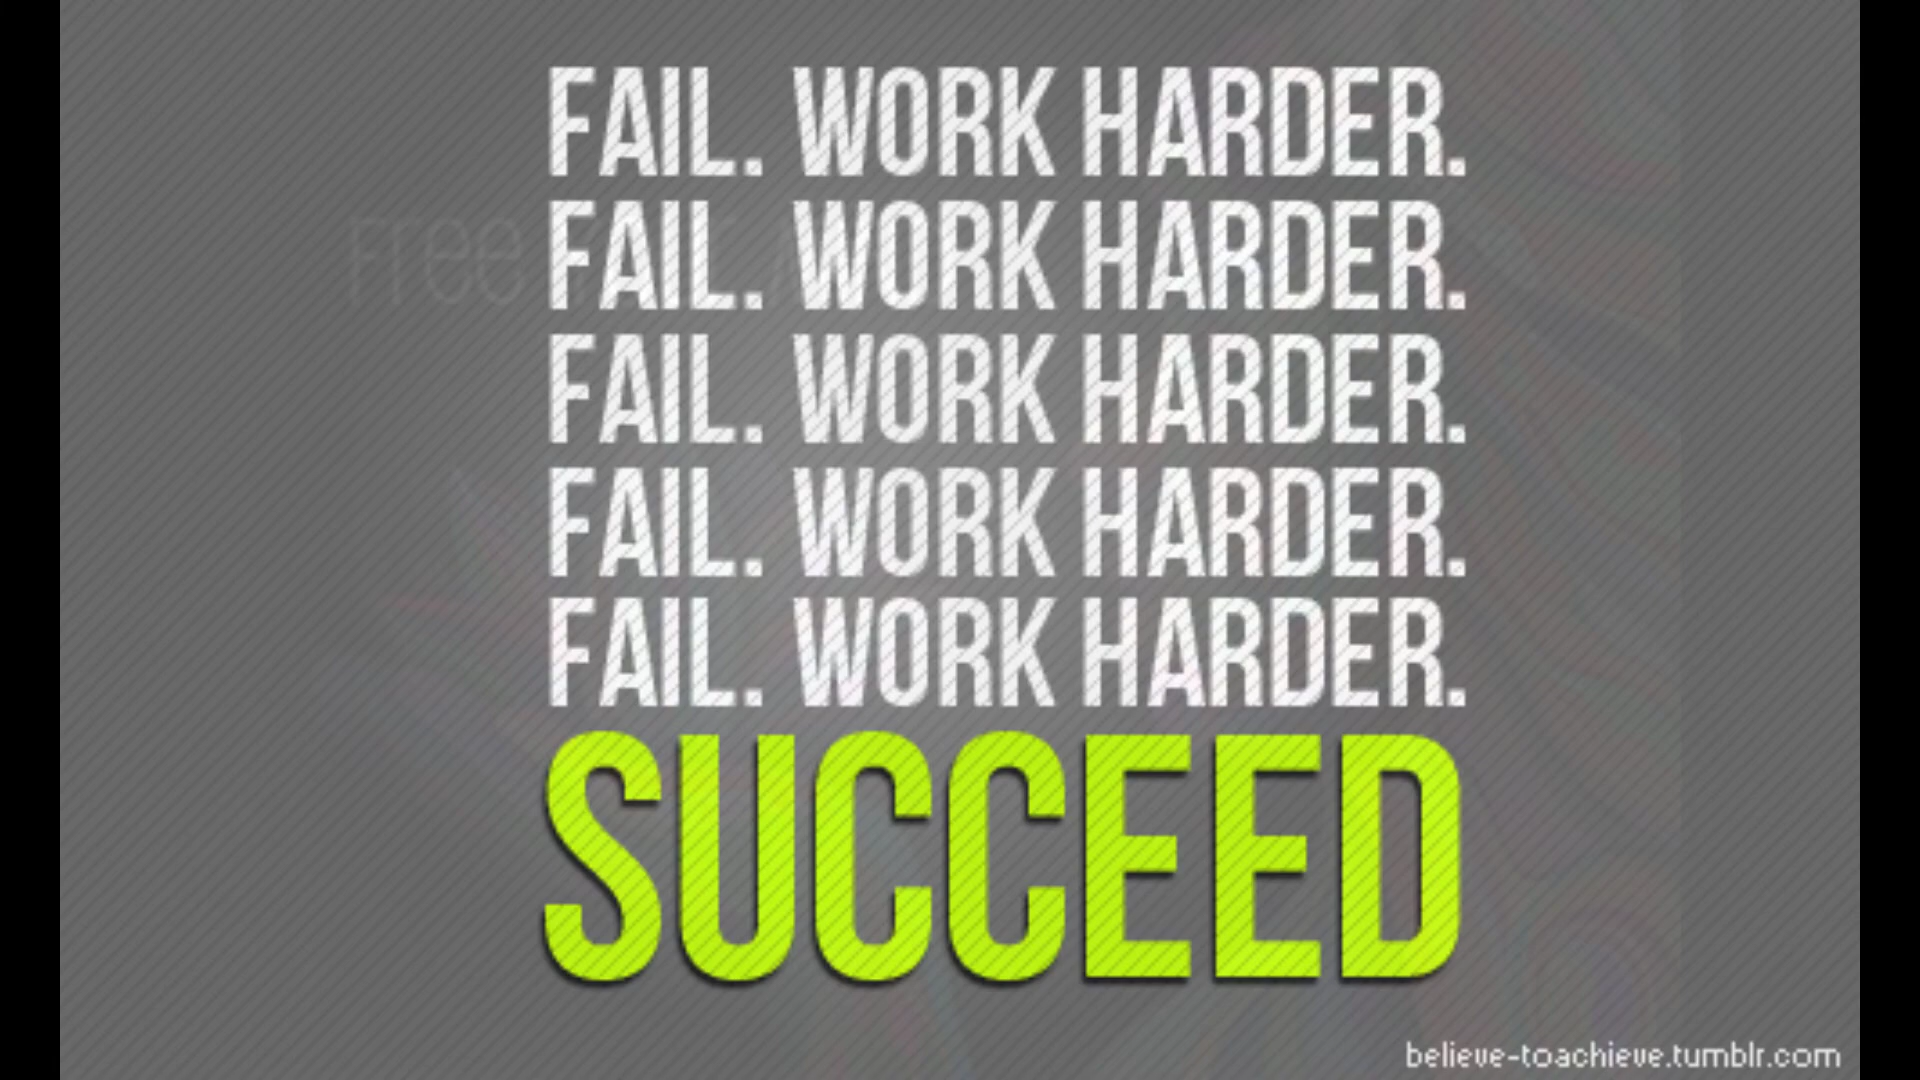 FAIL. WORK HARDER.
Free FAIL. WORK HARDER.
FAIL. WORK HARDER.
FAIL. WORK HARDER.
FAIL. WORK HARDER.
SUCCEED
believe-toachieve.tumblr.com